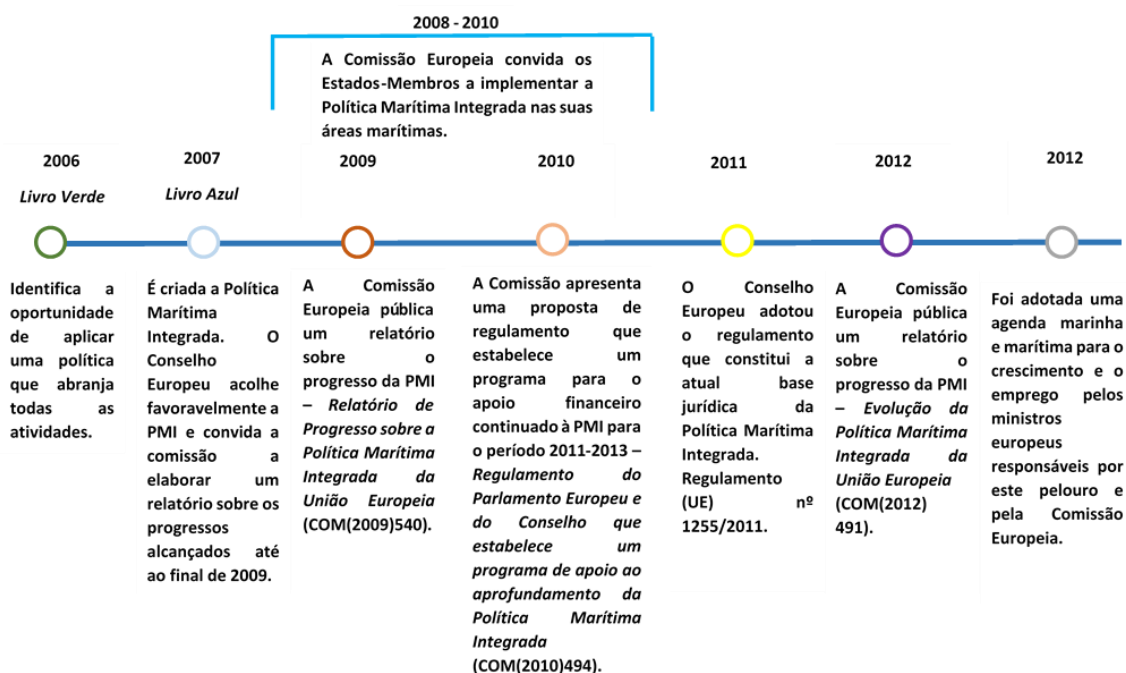 2008 - 2010
A Comissão Europeia convida os
Estados-Membros a implementar a
Política Marítima Integrada nas suas
áreas marítimas.
2006
Livro Verde
Identifica a
oportunidade
de aplicar
uma política
que abranja
todas as
atividades.
2007
Livro Azul
É criada a Política
Marítima
Integrada. O
Conselho
Europeu acolhe
favoravelmente a
PMI e convida a
comissão a
elaborar um
relatório sobre os
progressos
alcançados até
ao final de 2009.
2009
A Comissão
Europeia pública
um relatório
sobre o
progresso da PMI
– Relatório de
Progresso sobre a
Política Marítima
Integrada da
União Europeia
(COM(2009)540).
2010
A Comissão apresenta
uma proposta de
regulamento que
estabelece um
programa para o
apoio financeiro
continuado à PMI para
o período 2011-2013 –
Regulamento do
Parlamento Europeu e
do Conselho que
estabelece um
programa de apoio ao
aprofundamento da
Política Marítima
Integrada
(COM(2010)494).
2011
O Conselho
Europeu adotou
o regulamento
que constitui a
atual base
jurídica da
Política Marítima
Integrada.
Regulamento
(UE) nº
1255/2011.
2012
A Comissão
Europeia pública
um relatório
sobre o
progresso da PMI
– Evolução da
Política Marítima
Integrada da
União Europeia
(COM(2012)
491).
2012
Foi adotada uma
agenda marinha
e marítima para o
crescimento e o
emprego pelos
ministros
europeus
responsáveis por
este pelouro e
pela Comissão
Europeia.